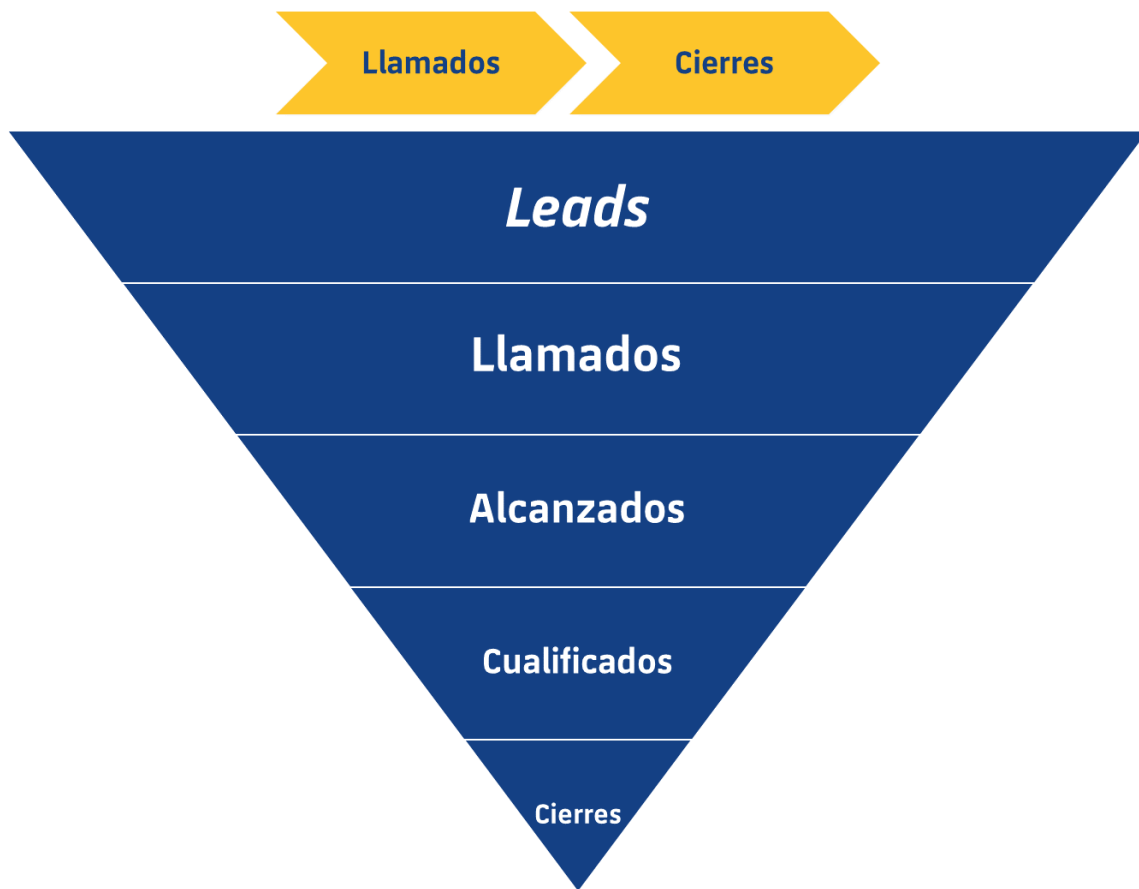 Llamados Cierres
Leads
Llamados
Alcanzados
Cualificados
Cierres